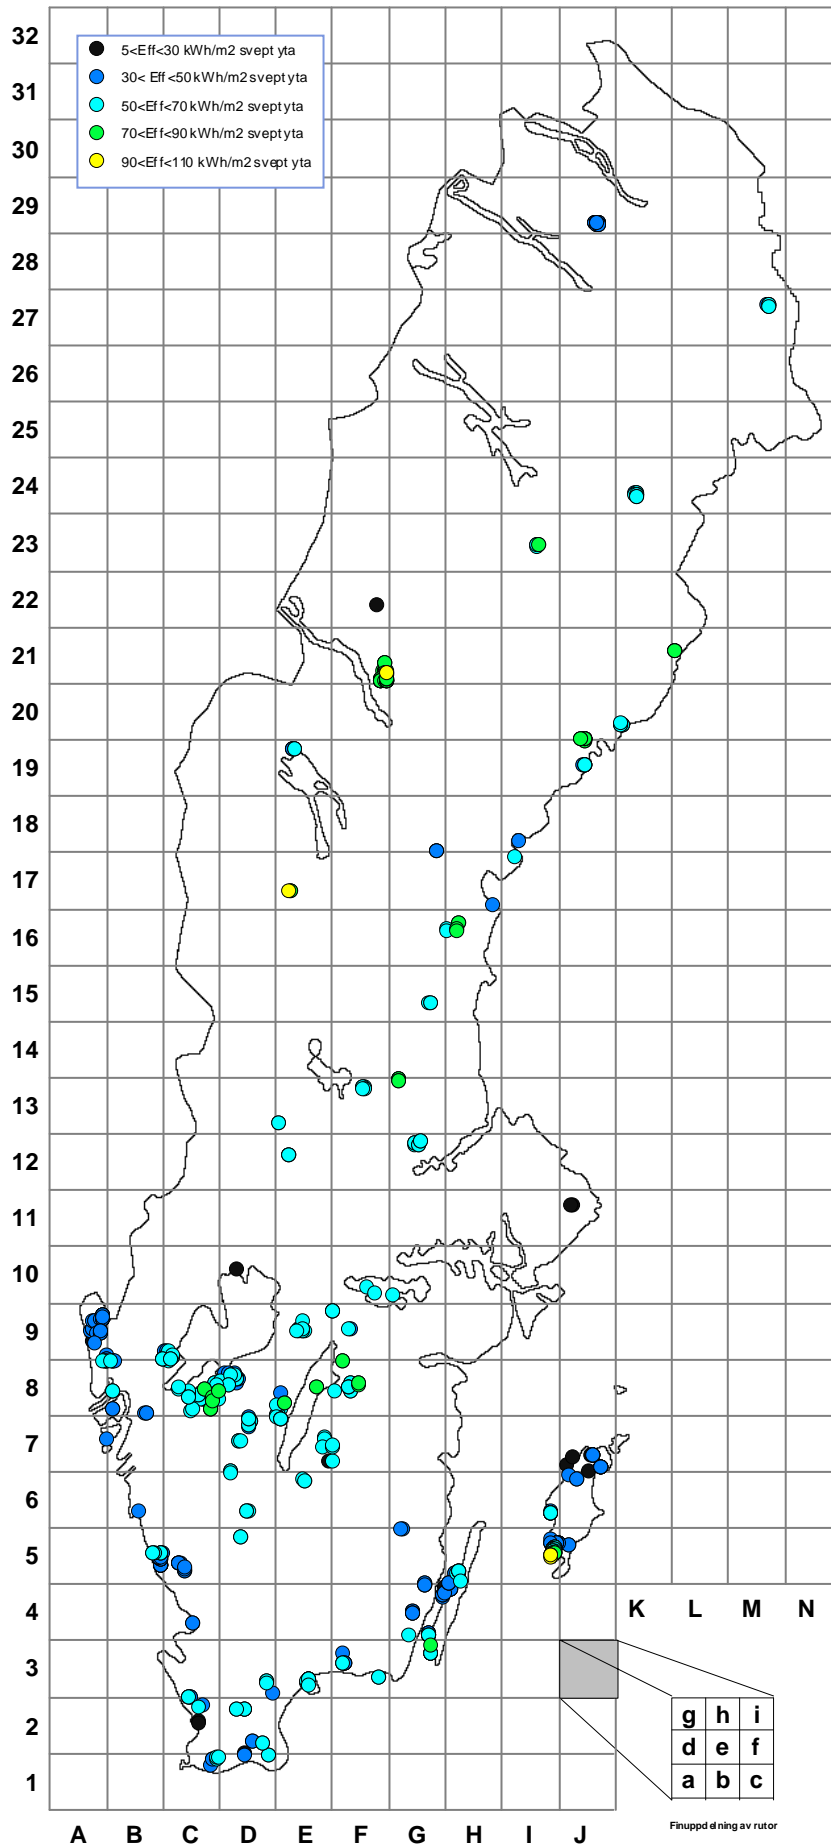 32
5<Eff<30 kWh/m2 svept yta
30< Eff<50 kWh/m2 svept yta
31
50<Eff<70 kWh/m2 svept yta
70<Eff<90 kWh/m2 svept yta
30
90<Eff<110 kWh/m2 svept yta
29
28
27
26
25
24
23
22
21
20
19
18
17
16
15
14
13
12
11
10
9
8
7
6
5
4
K L M N
3
g h i
2
d e f
a b c
1
Finuppdelning av rutor
A B C D E F G H I J